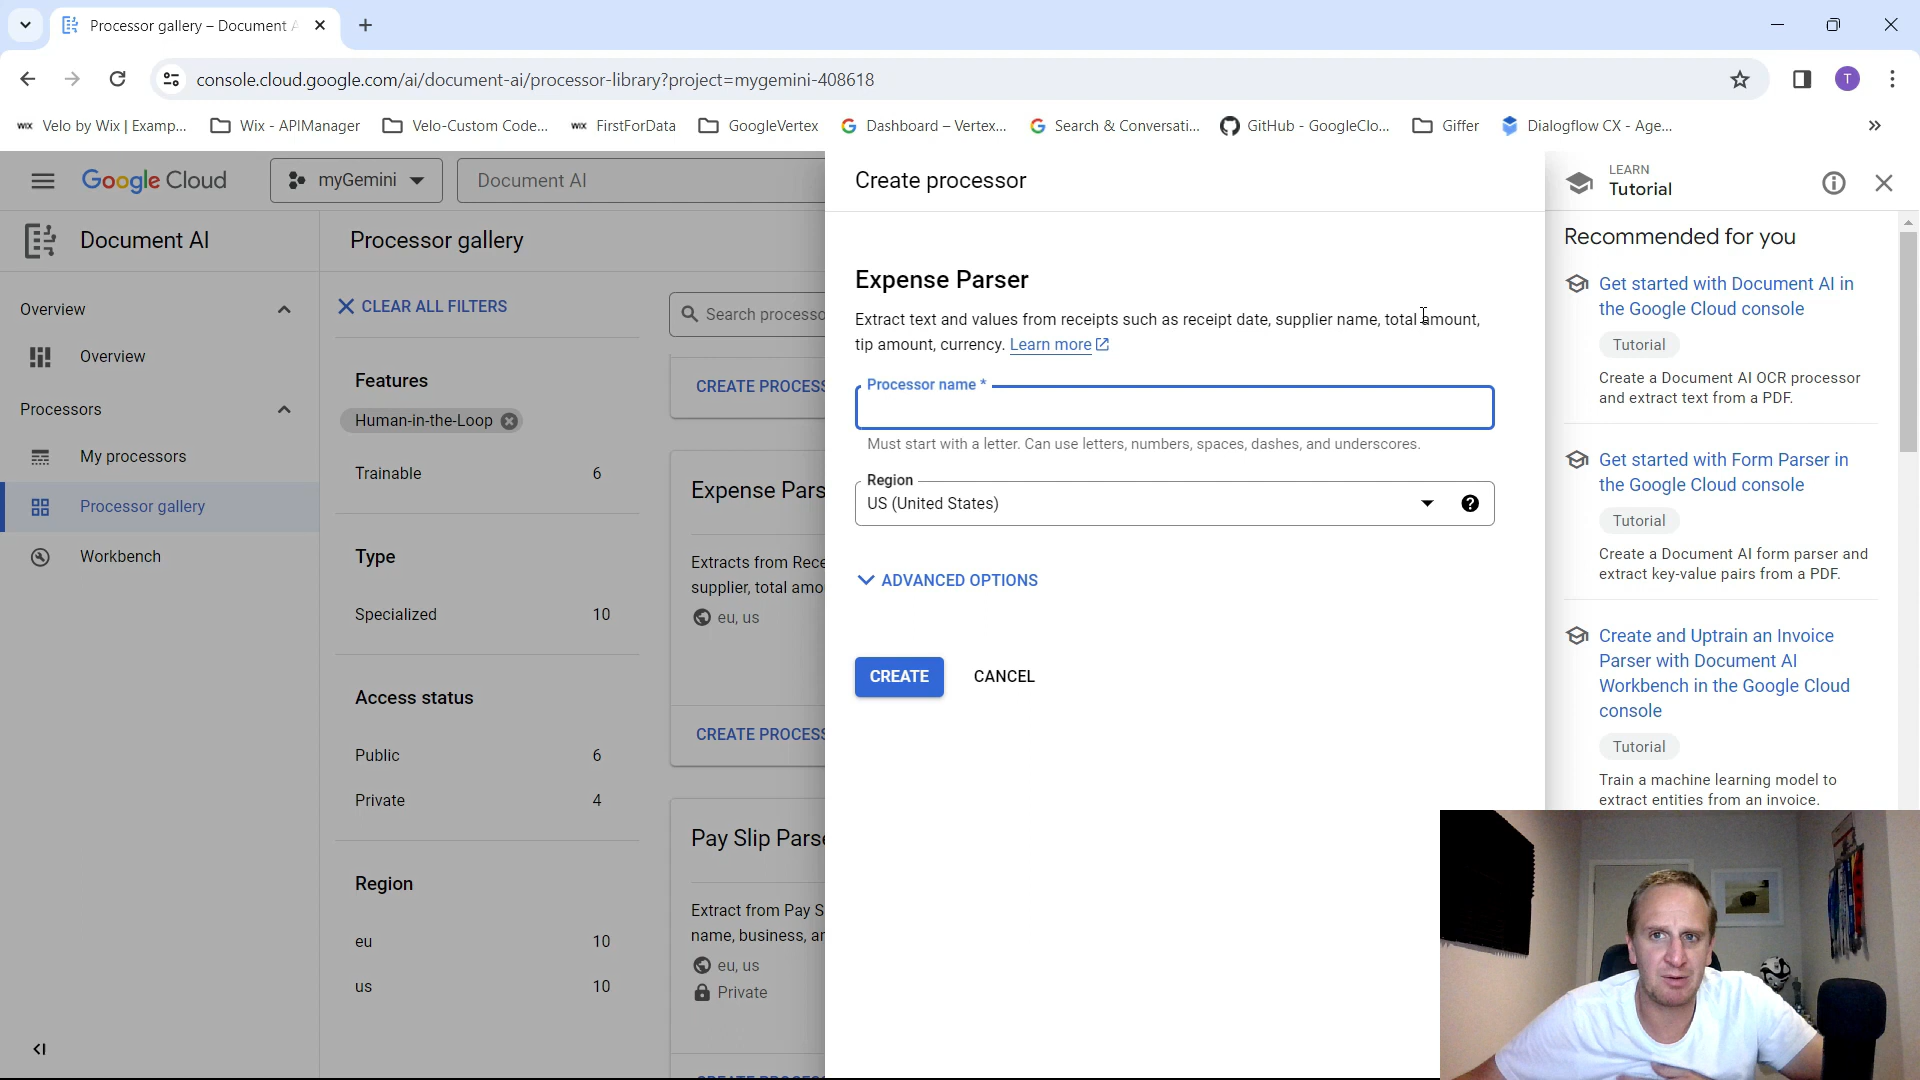 Processor gallery – Document A
console.cloud.google.com/ai/document-ai/processor-library?project=mygemini-408618
T
WIX Velo by Wix | Examp...
Wix - APIManager
Velo-Custom Code...
WIX FirstForData
GoogleVertex
Dashboard – Vertex...
Search & Conversati...
GitHub - GoogleClo...
Giffer
Dialogflow CX - Age...
Google Cloud
myGemini
Document AI
Document AI
Overview
Overview
Processors
My processors
Processor gallery
Workbench
Processor gallery
CLEAR ALL FILTERS
Features
Human-in-the-Loop
Trainable 6
Type
Specialized 10
Access status
Public 6
Private 4
Region
eu 10
us 10
Search processo
CREATE PROCESS
Expense Pars
Extracts from Rece
supplier, total amo
eu, us
CREATE PROCESS
Pay Slip Parse
Extract from Pay S
name, business, an
eu, us
Private
CREATE PROCESS
Create processor
Expense Parser
Extract text and values from receipts such as receipt date, supplier name, total amount,
tip amount, currency. Learn more
Processor name *
Must start with a letter. Can use letters, numbers, spaces, dashes, and underscores.
Region
US (United States)
ADVANCED OPTIONS
CREATE
CANCEL
LEARN
Tutorial
Recommended for you
Get started with Document AI in
the Google Cloud console
Tutorial
Create a Document AI OCR processor
and extract text from a PDF.
Get started with Form Parser in
the Google Cloud console
Tutorial
Create a Document AI form parser and
extract key-value pairs from a PDF.
Create and Uptrain an Invoice
Parser with Document AI
Workbench in the Google Cloud
console
Tutorial
Train a machine learning model to
extract entities from an invoice.